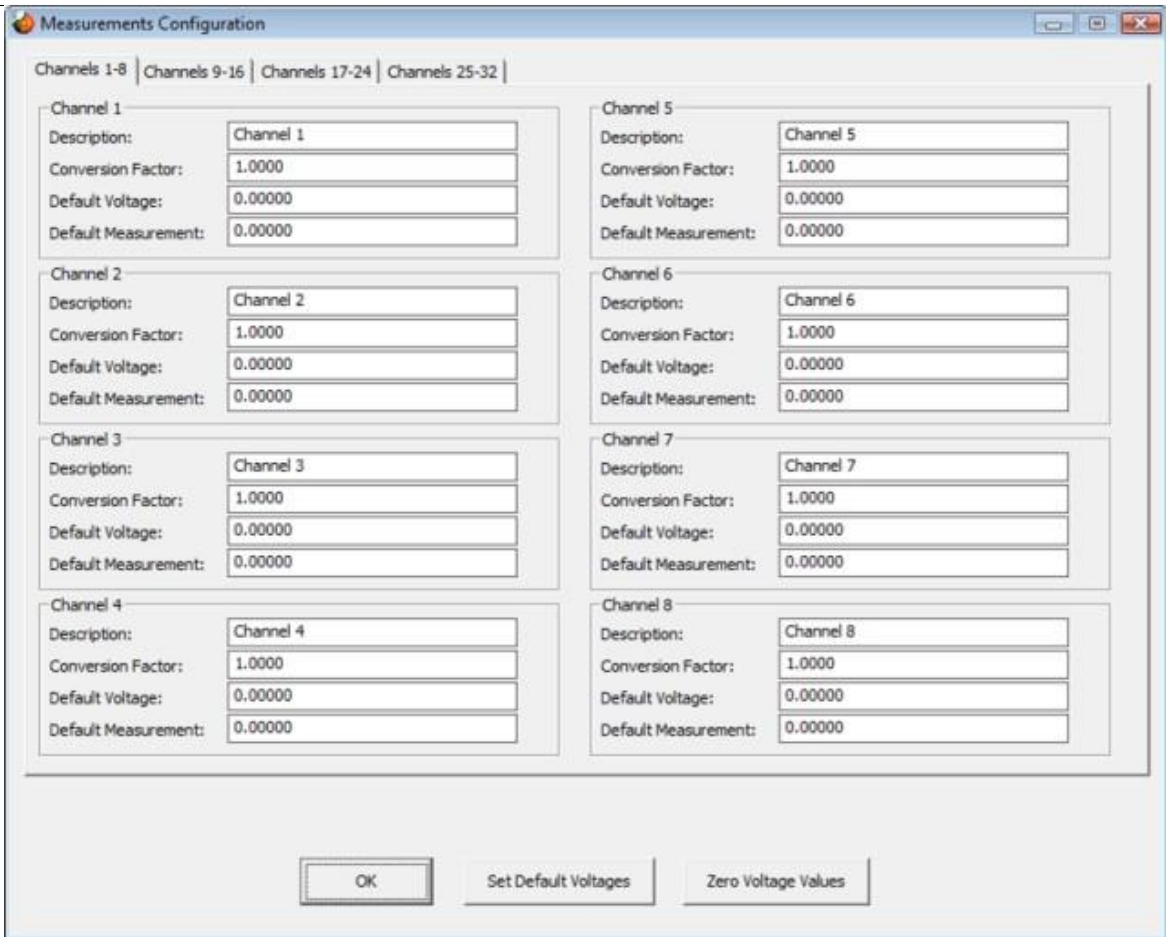 Measurements Configuration
Channels 1-8 Channels 9-16 Channels 17-24 Channels 25-32
Channel 1
Description: Channel 1
Conversion Factor: 1.0000
Default Voltage: 0.00000
Default Measurement: 0.00000
Channel 2
Description: Channel 2
Conversion Factor: 1.0000
Default Voltage: 0.00000
Default Measurement: 0.00000
Channel 3
Description: Channel 3
Conversion Factor: 1.0000
Default Voltage: 0.00000
Default Measurement: 0.00000
Channel 4
Description: Channel 4
Conversion Factor: 1.0000
Default Voltage: 0.00000
Default Measurement: 0.00000
Channel 5
Description: Channel 5
Conversion Factor: 1.0000
Default Voltage: 0.00000
Default Measurement: 0.00000
Channel 6
Description: Channel 6
Conversion Factor: 1.0000
Default Voltage: 0.00000
Default Measurement: 0.00000
Channel 7
Description: Channel 7
Conversion Factor: 1.0000
Default Voltage: 0.00000
Default Measurement: 0.00000
Channel 8
Description: Channel 8
Conversion Factor: 1.0000
Default Voltage: 0.00000
Default Measurement: 0.00000
OK Set Default Voltages Zero Voltage Values